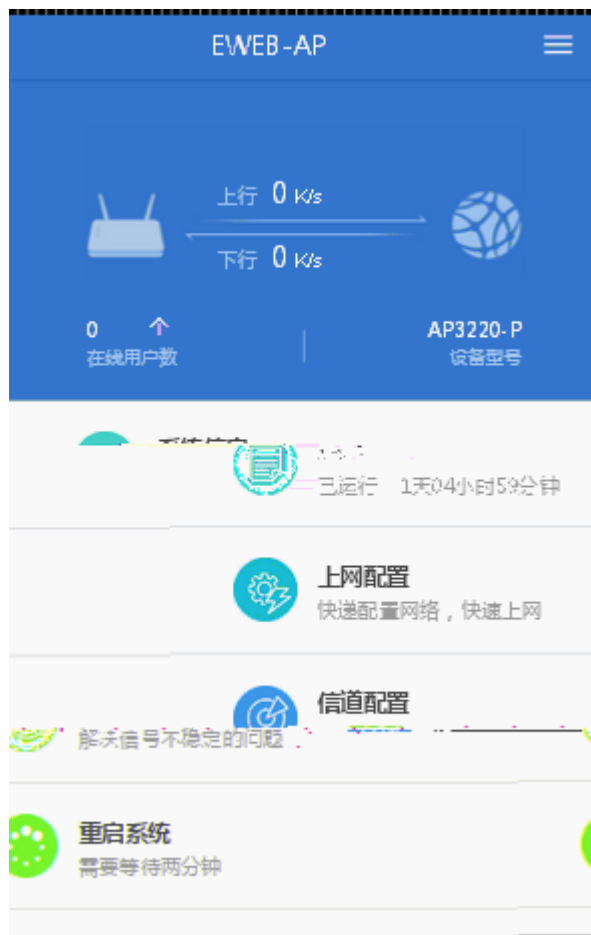 EWEB-AP
上行 0 K/s
下行 0 K/s
0 个
在线用户数
AP3220-P
设备型号
已运行 1天04小时59分钟
上网配置
快速配置网络，快速上网
信道配置
解决信号不稳定的问题
重启系统
需要等待两分钟